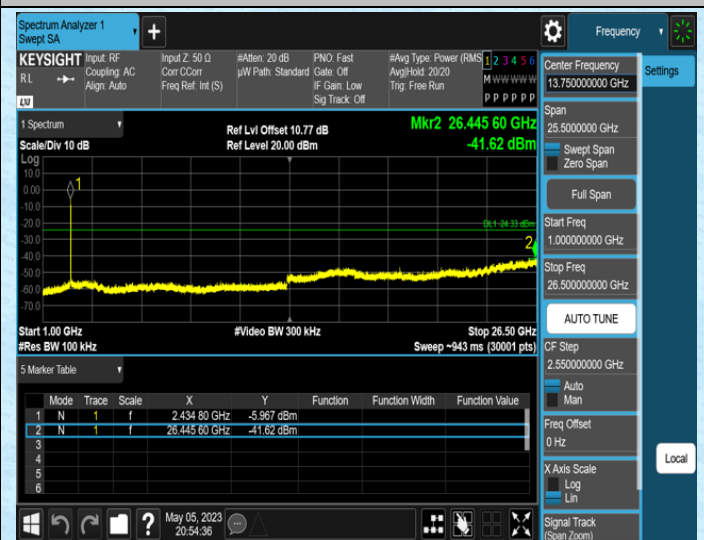 Spectrum Analyzer 1
Swept SA
KEYSIGHT
RL
LXI
Input: RF
Coupling: AC
Align: Auto
Input Z: 50 Ω
Corr CCorr
Freq Ref: Int (S)
#Atten: 20 dB
µW Path: Standard
PNO: Fast
Gate: Off
IF Gain: Low
Sig Track: Off
#Avg Type: Power (RMS
Avg|Hold: 20/20
Trig: Free Run
1 2 3 4 5 6
M W W W W W
P P P P P P
1 Spectrum
Scale/Div 10 dB
Ref Lvl Offset 10.77 dB
Ref Level 20.00 dBm
Mkr2 26.445 60 GHz
-41.62 dBm
Log
10.0
0.00
-10.0
-20.0
-30.0
-40.0
-50.0
-60.0
-70.0
1
DL1 -24.33 dBm
2
Start 1.00 GHz
#Res BW 100 kHz
#Video BW 300 kHz
Stop 26.50 GHz
Sweep ~943 ms (30001 pts)
5 Marker Table
Mode Trace Scale X Y Function Function Width Function Value
1 N 1 f 2.434 80 GHz -5.967 dBm
2 N 1 f 26.445 60 GHz -41.62 dBm
3
4
5
6
May 05, 2023
20:54:36
Frequency
Settings
Center Frequency
13.750000000 GHz
Span
25.5000000 GHz
Swept Span
Zero Span
Full Span
Start Freq
1.000000000 GHz
Stop Freq
26.500000000 GHz
AUTO TUNE
CF Step
2.550000000 GHz
Auto
Man
Freq Offset
0 Hz
X Axis Scale
Log
Lin
Signal Track
(Span Zoom)
Local